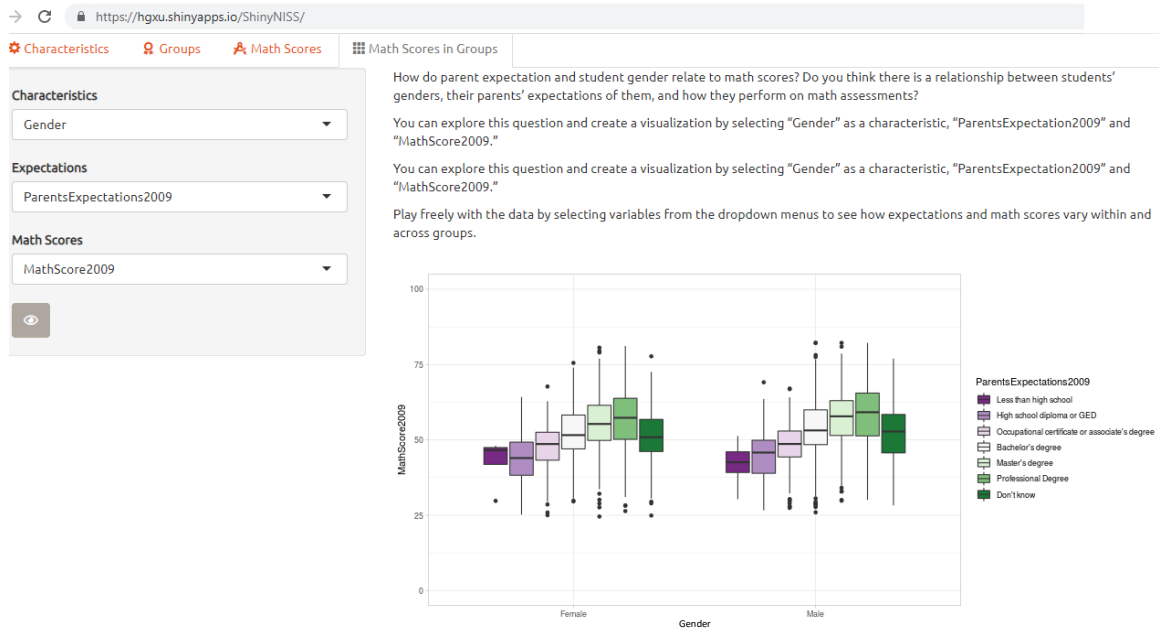 https://hgxu.shinyapps.io/ShinyNISS/
Characteristics
Groups
Math Scores
Math Scores in Groups
Characteristics
Gender
Expectations
ParentsExpectations2009
Math Scores
MathScore2009
How do parent expectation and student gender relate to math scores? Do you think there is a relationship between students'
genders, their parents' expectations of them, and how they perform on math assessments?
You can explore this question and create a visualization by selecting “Gender” as a characteristic, “ParentsExpectation2009” and
“MathScore2009.”
You can explore this question and create a visualization by selecting “Gender” as a characteristic, “ParentsExpectation2009” and
“MathScore2009.”
Play freely with the data by selecting variables from the dropdown menus to see how expectations and math scores vary within and
across groups.
100
75
50
25
0
MathScore2009
Female
Male
Gender
ParentsExpectations2009
Less than high school
High school diploma or GED
Occupational certificate or associate's degree
Bachelor's degree
Master's degree
Professional Degree
Don't know